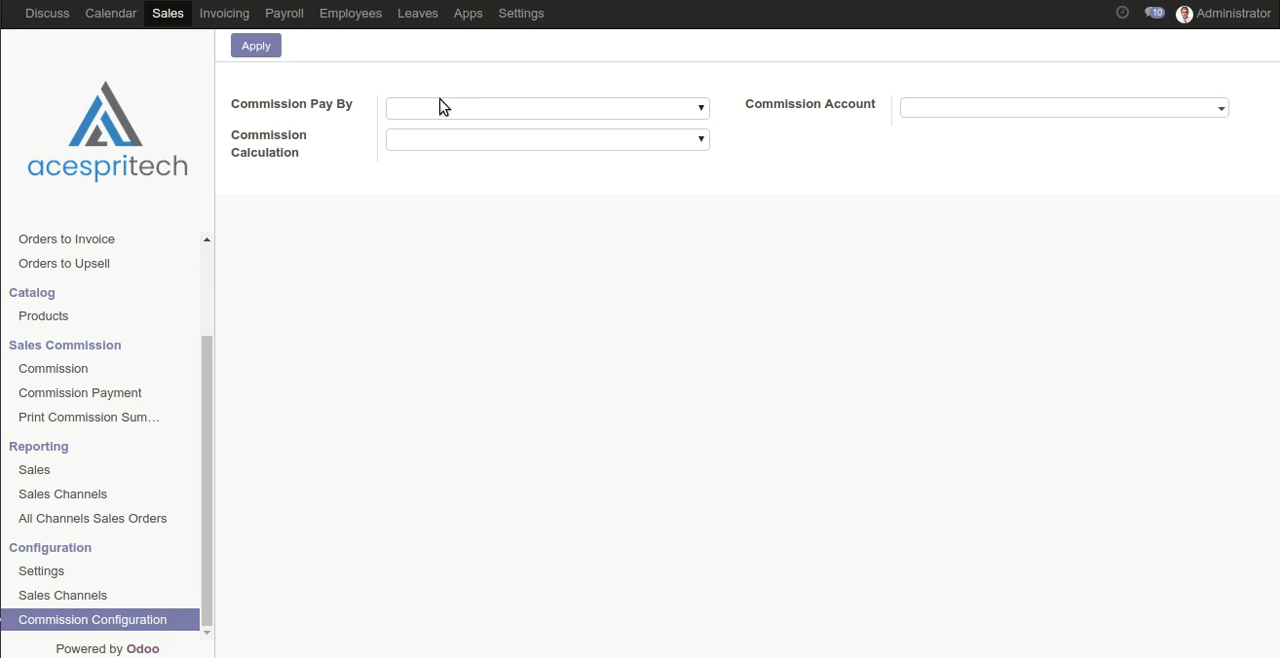 Discuss Calendar Sales Invoicing Payroll Employees Leaves Apps Settings 10 Administrator
Apply
Commission Pay By
Commission Account
Commission
Calculation
acespritech
Orders to Invoice
Orders to Upsell
Catalog
Products
Sales Commission
Commission
Commission Payment
Print Commission Sum...
Reporting
Sales
Sales Channels
All Channels Sales Orders
Configuration
Settings
Sales Channels
Commission Configuration
Powered by Odoo